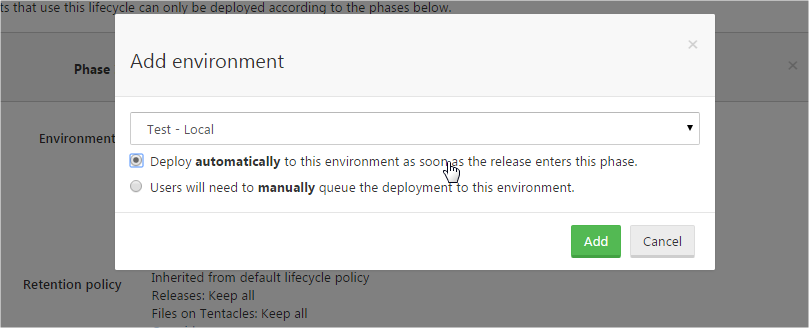 ts that use this lifecycle can only be deployed according to the phases below.
Add environment
×
Phase
×
Test - Local
Environment
Deploy automatically to this environment as soon as the release enters this phase.
Users will need to manually queue the deployment to this environment.
Add
Cancel
Retention policy
Inherited from default lifecycle policy
Releases: Keep all
Files on Tentacles: Keep all